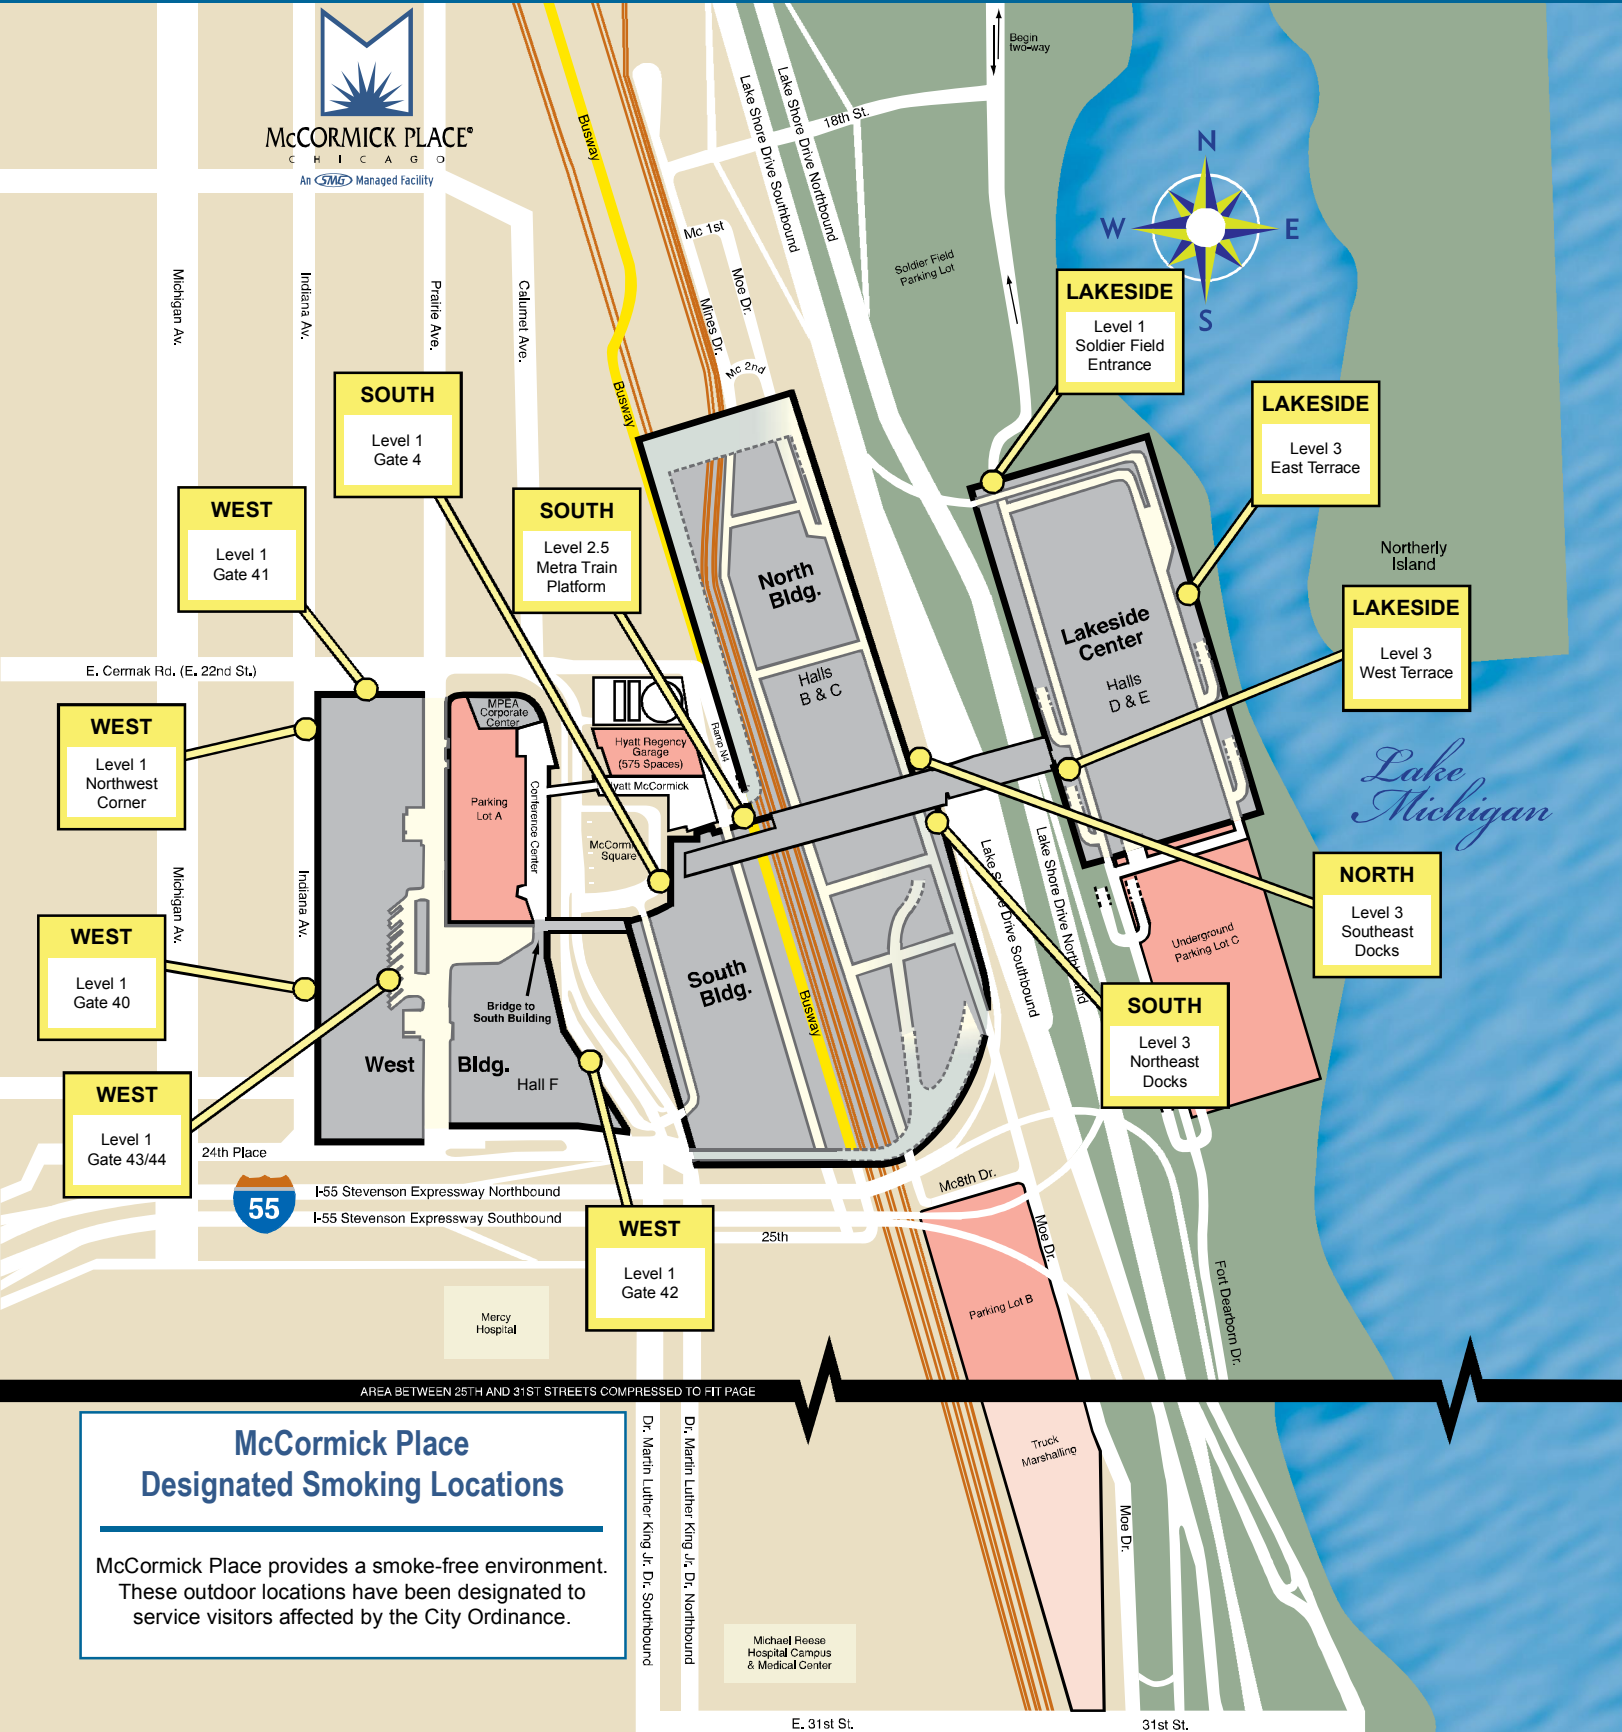 McCORMICK PLACE®
CHICAGO
An SMG Managed Facility
Begin
two-way
18th St.
Lake Shore Drive Southbound
Lake Shore Drive Northbound
Busway
Mc 1st
Moe Dr.
Mines Dr.
Mc 2nd
Soldier Field
Parking Lot
N
W
E
S
Michigan Av.
Indiana Av.
Prairie Ave.
Calumet Ave.
Busway
LAKESIDE
Level 1
Soldier Field
Entrance
LAKESIDE
Level 3
East Terrace
SOUTH
Level 1
Gate 4
WEST
Level 1
Gate 41
SOUTH
Level 2.5
Metra Train
Platform
North
Bldg.
Halls
B & C
Lakeside
Center
Halls
D & E
Northerly
Island
LAKESIDE
Level 3
West Terrace
E. Cermak Rd. (E. 22nd St.)
WEST
Level 1
Northwest
Corner
MPEA
Corporate
Center
Hyatt Regency
Garage
(575 Spaces)
yatt McCormick
Ramp N4
Parking
Lot A
Conference Center
McCormi
Square
Lake
Michigan
Michigan Av.
Indiana Av.
NORTH
Level 3
Southeast
Docks
WEST
Level 1
Gate 40
Lake S
e Drive Southbound
Lake Shore Drive North
und
Underground
Parking Lot C
South
Bldg.
Busway
Bridge to
South Building
SOUTH
Level 3
Northeast
Docks
West Bldg.
Hall F
WEST
Level 1
Gate 43/44
24th Place
55
I-55 Stevenson Expressway Northbound
I-55 Stevenson Expressway Southbound
25th
Mc8th Dr.
Moe Dr.
WEST
Level 1
Gate 42
Mercy
Hospital
Parking Lot B
Fort Dearborn Dr.
AREA BETWEEN 25TH AND 31ST STREETS COMPRESSED TO FIT PAGE
McCormick Place
Designated Smoking Locations
McCormick Place provides a smoke-free environment.
These outdoor locations have been designated to
service visitors affected by the City Ordinance.
Dr. Martin Luther King Jr. Dr. Southbound
Dr. Martin Luther King Jr. Dr. Northbound
Truck
Marshalling
Moe Dr.
Michael Reese
Hospital Campus
& Medical Center
E. 31st St.
31st St.